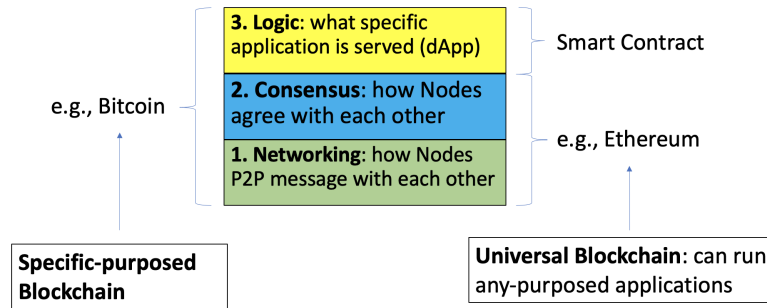 3. Logic: what specific
application is served (dApp)
Smart Contract
e.g., Bitcoin
2. Consensus: how Nodes
agree with each other
1. Networking: how Nodes
P2P message with each other
e.g., Ethereum
Specific-purposed
Blockchain
Universal Blockchain: can run
any-purposed applications